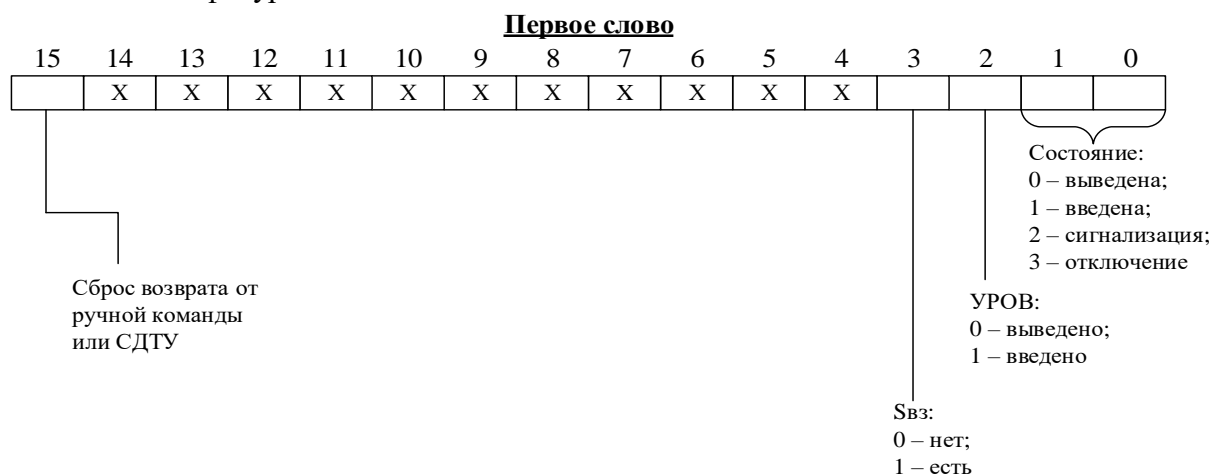 Первое слово
15 14 13 12 11 10 9 8 7 6 5 4 3 2 1 0
X X X X X X X X X X X
Состояние:
0 – выведена;
1 – введена;
2 – сигнализация;
3 – отключение
Сброс возврата от
ручной команды
или СДТУ
УРОВ:
0 – выведено;
1 – введено
Sвз:
0 – нет;
1 – есть